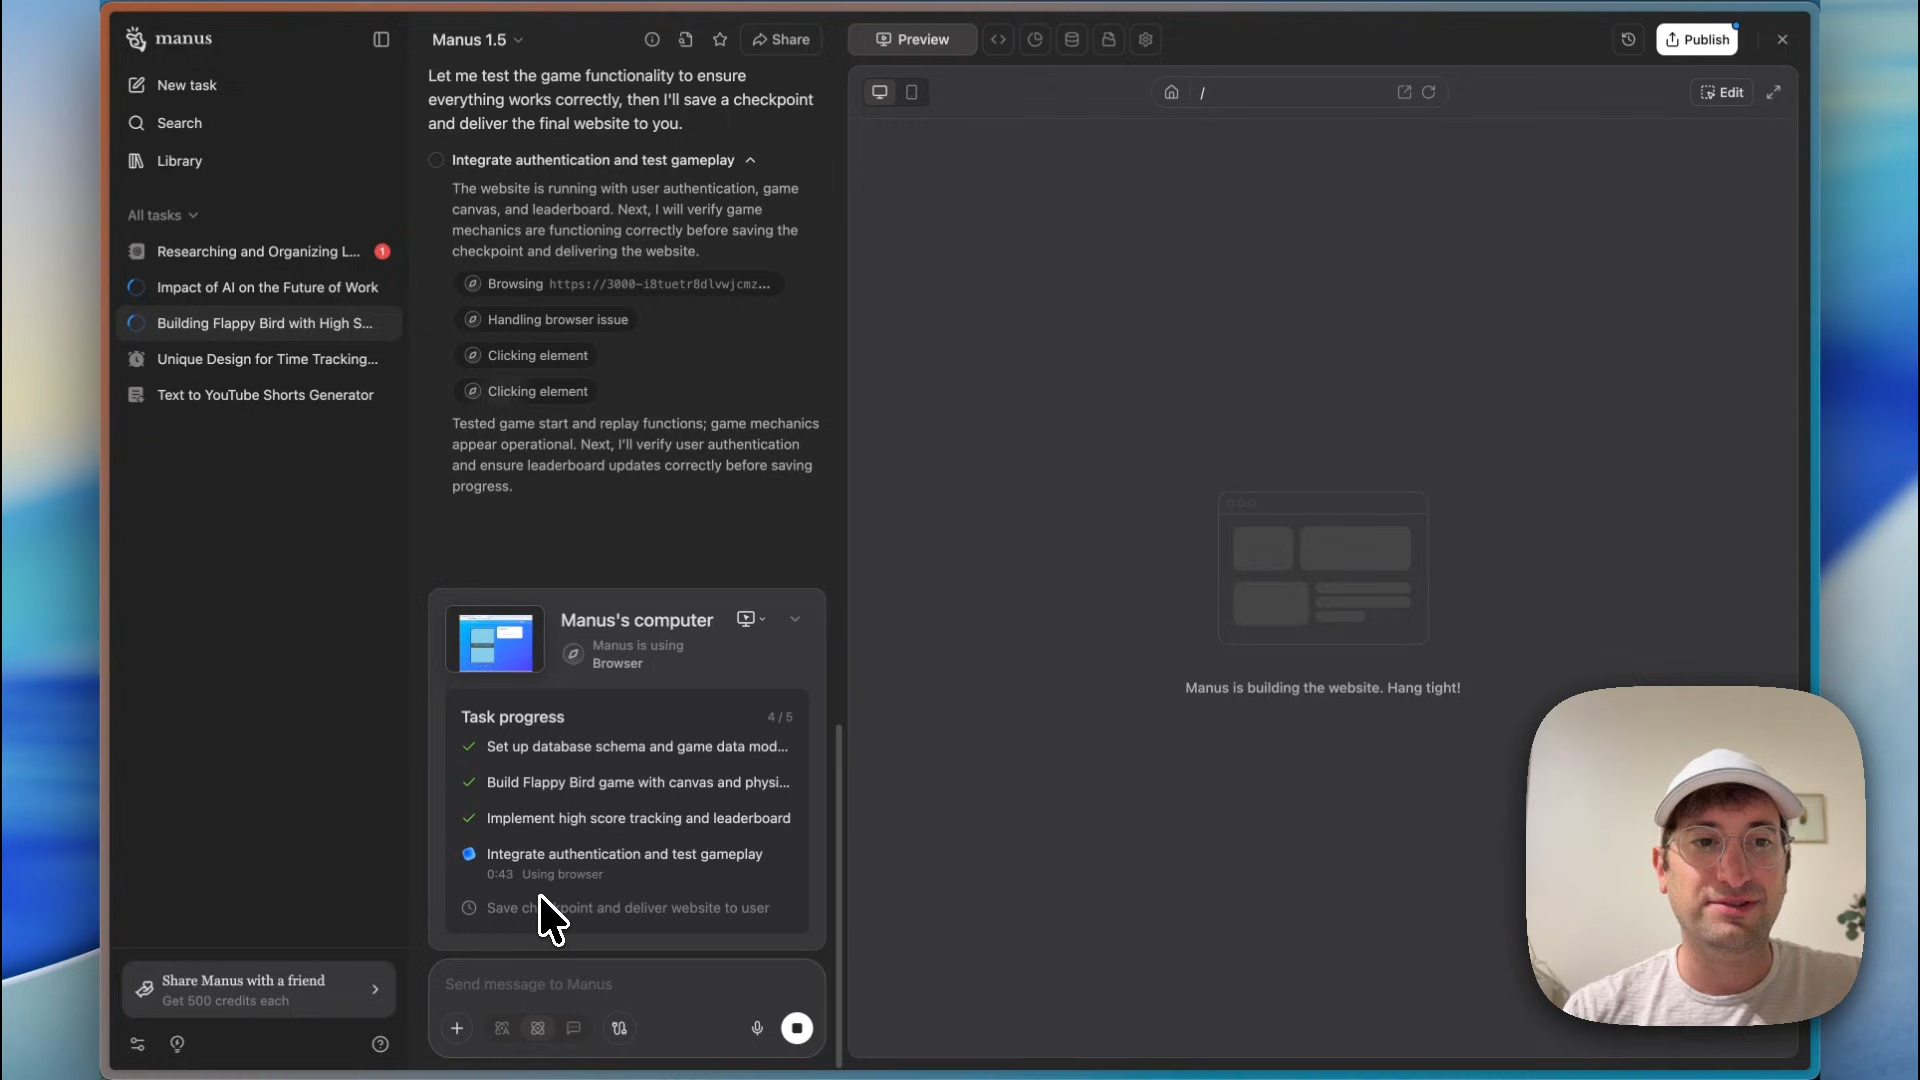 manus
New task
Search
Library
All tasks
Researching and Organizing L...
1
Impact of AI on the Future of Work
Building Flappy Bird with High S...
Unique Design for Time Tracking...
Text to YouTube Shorts Generator
Share Manus with a friend
Get 500 credits each
Manus 1.5
Share
Let me test the game functionality to ensure
everything works correctly, then I'll save a checkpoint
and deliver the final website to you.
Integrate authentication and test gameplay
The website is running with user authentication, game
canvas, and leaderboard. Next, I will verify game
mechanics are functioning correctly before saving the
checkpoint and delivering the website.
Browsing https://3000-i8tuetr8dlvwjcmz...
Handling browser issue
Clicking element
Clicking element
Tested game start and replay functions; game mechanics
appear operational. Next, I'll verify user authentication
and ensure leaderboard updates correctly before saving
progress.
Manus's computer
Manus is using
Browser
Task progress
4 / 5
Set up database schema and game data mod...
Build Flappy Bird game with canvas and physi...
Implement high score tracking and leaderboard
Integrate authentication and test gameplay
0:43 Using browser
Save ch point and deliver website to user
Send message to Manus
Preview
Publish
/
Edit
Manus is building the website. Hang tight!